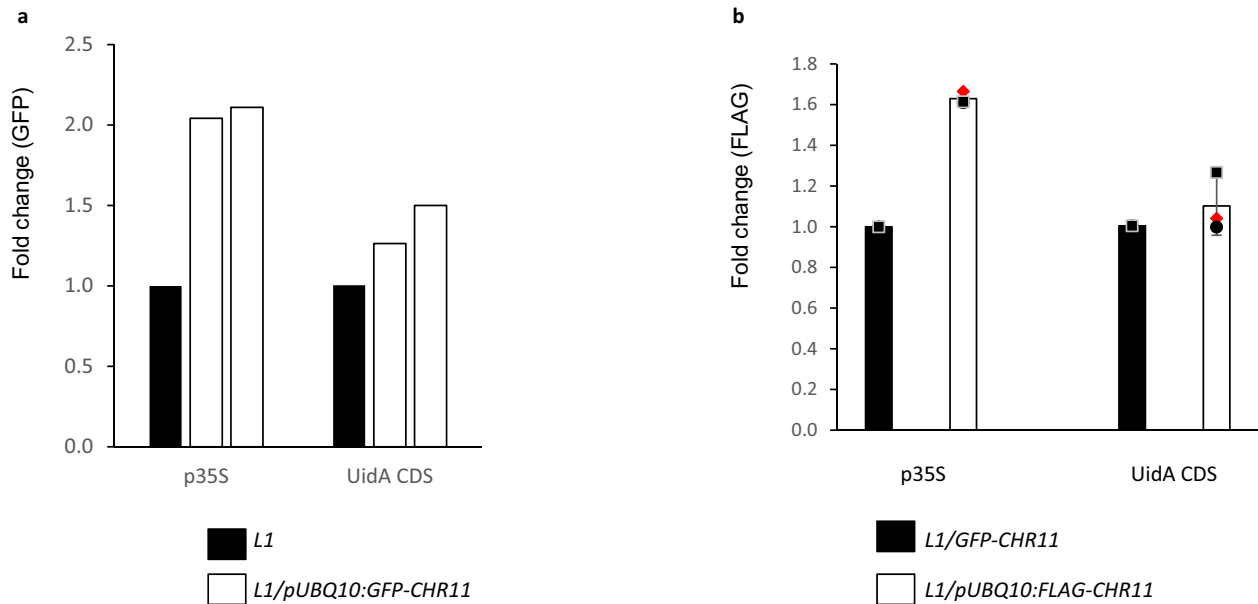 a
Fold change (GFP)
2.5
2.0
1.5
1.0
0.5
0.0
p35S
UidA CDS
L1
L1/pUBQ10:GFP-CHR11
b
Fold change (FLAG)
1.8
1.6
1.4
1.2
1.0
0.8
0.6
0.4
0.2
0.0
p35S
UidA CDS
L1/GFP-CHR11
L1/pUBQ10:FLAG-CHR11